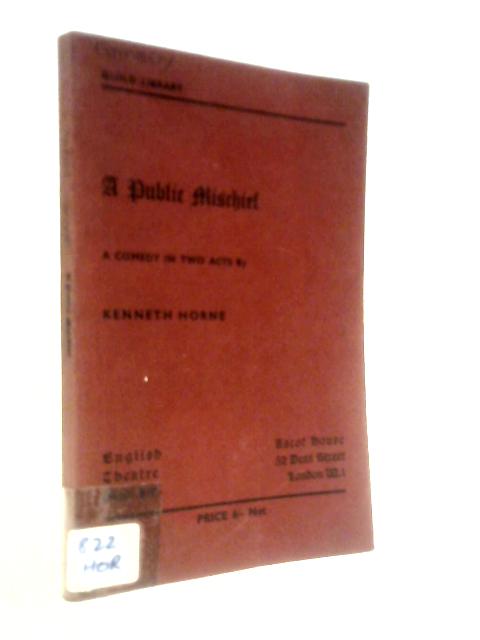 GUILD LIBRARY
A Public Mischief
A COMEDY IN TWO ACTS By
KENNETH HORNE
English
Theatre
Guild Ltd
Ascot House
52 Dean Street
London W.1
PRICE 6/- Net
822
HOR